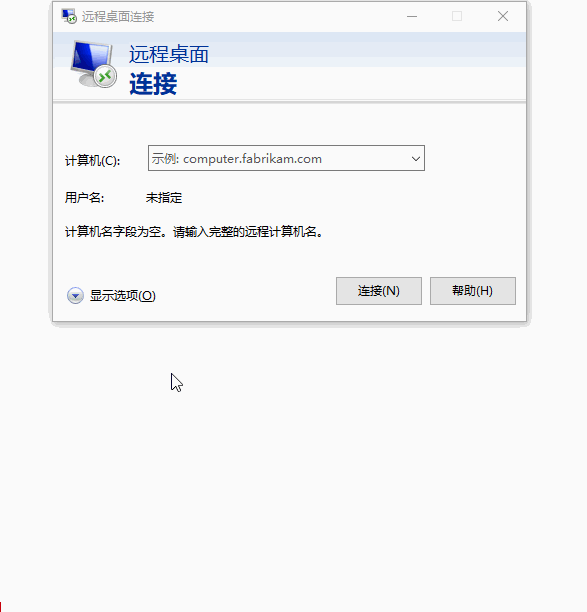 远程桌面连接
远程桌面
连接
计算机(C):
示例: computer.fabrikam.com
用户名:
未指定
计算机名字段为空。请输入完整的远程计算机名。
显示选项(O)
连接(N)
帮助(H)